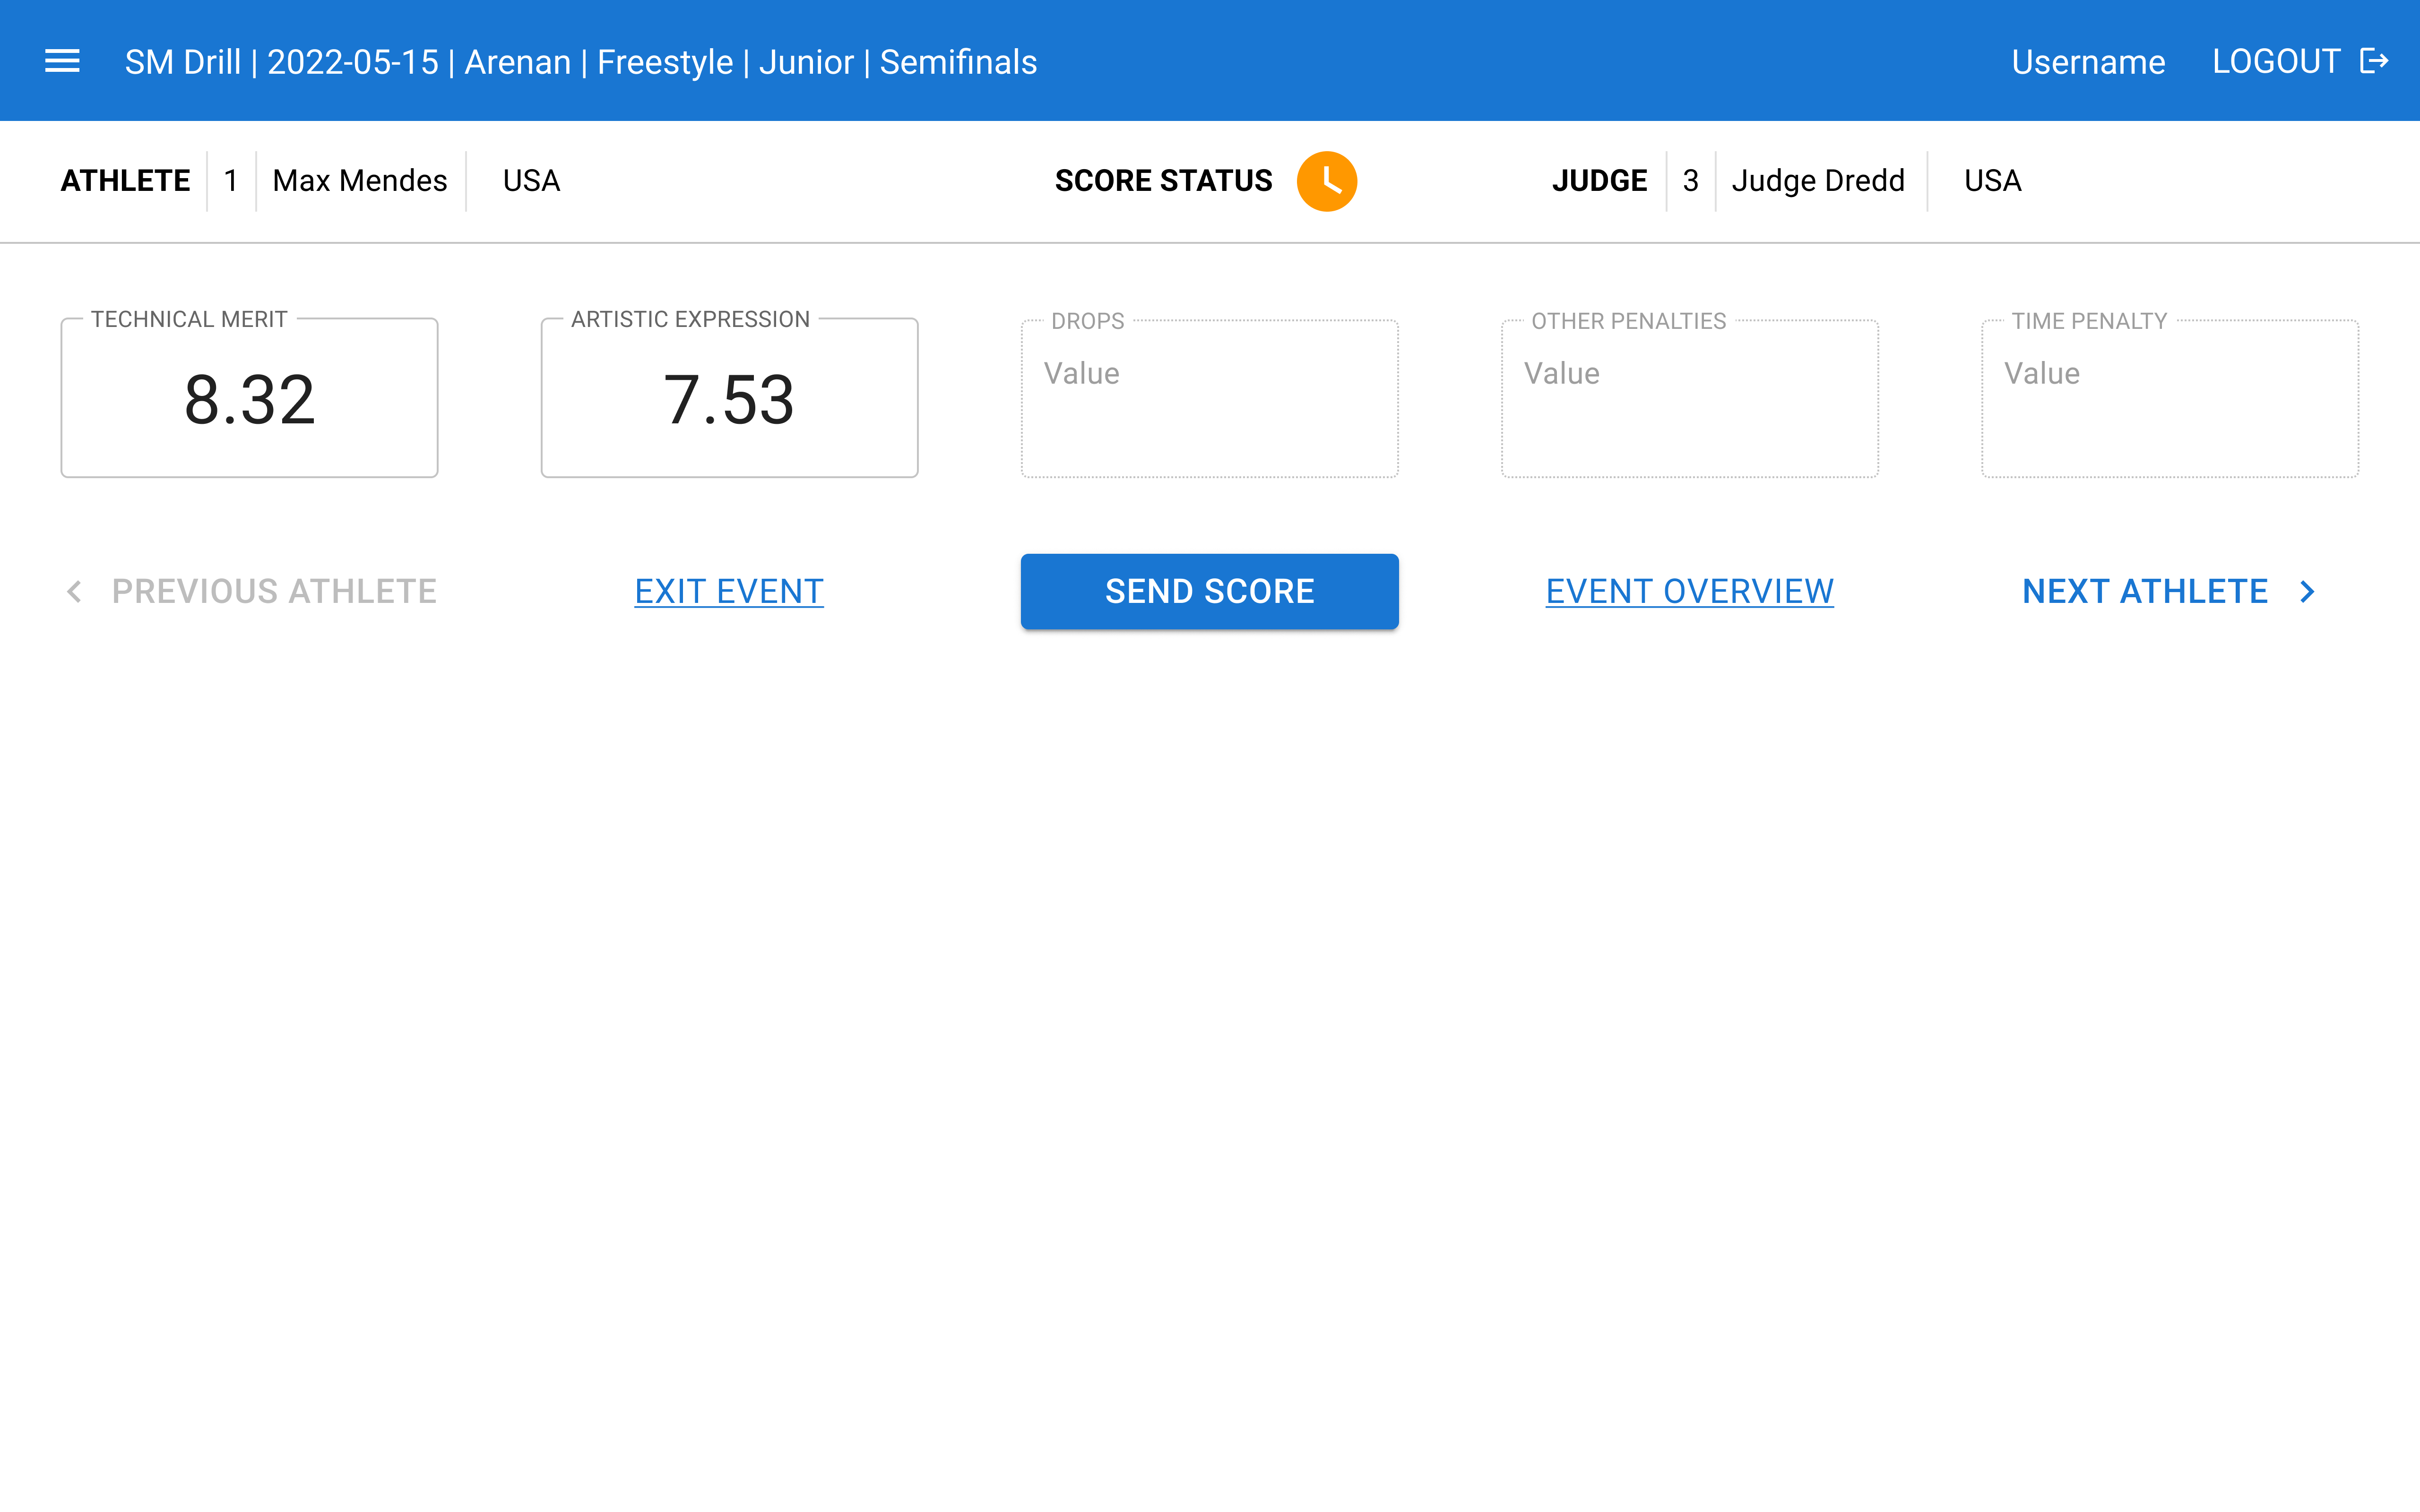 SM Drill | 2022-05-15 | Arenan | Freestyle | Junior | Semifinals
Username
LOGOUT
ATHLETE 1 Max Mendes USA
SCORE STATUS
JUDGE 3 Judge Dredd USA
TECHNICAL MERIT
8.32
ARTISTIC EXPRESSION
7.53
DROPS
Value
OTHER PENALTIES
Value
TIME PENALTY
Value
PREVIOUS ATHLETE
EXIT EVENT
SEND SCORE
EVENT OVERVIEW
NEXT ATHLETE